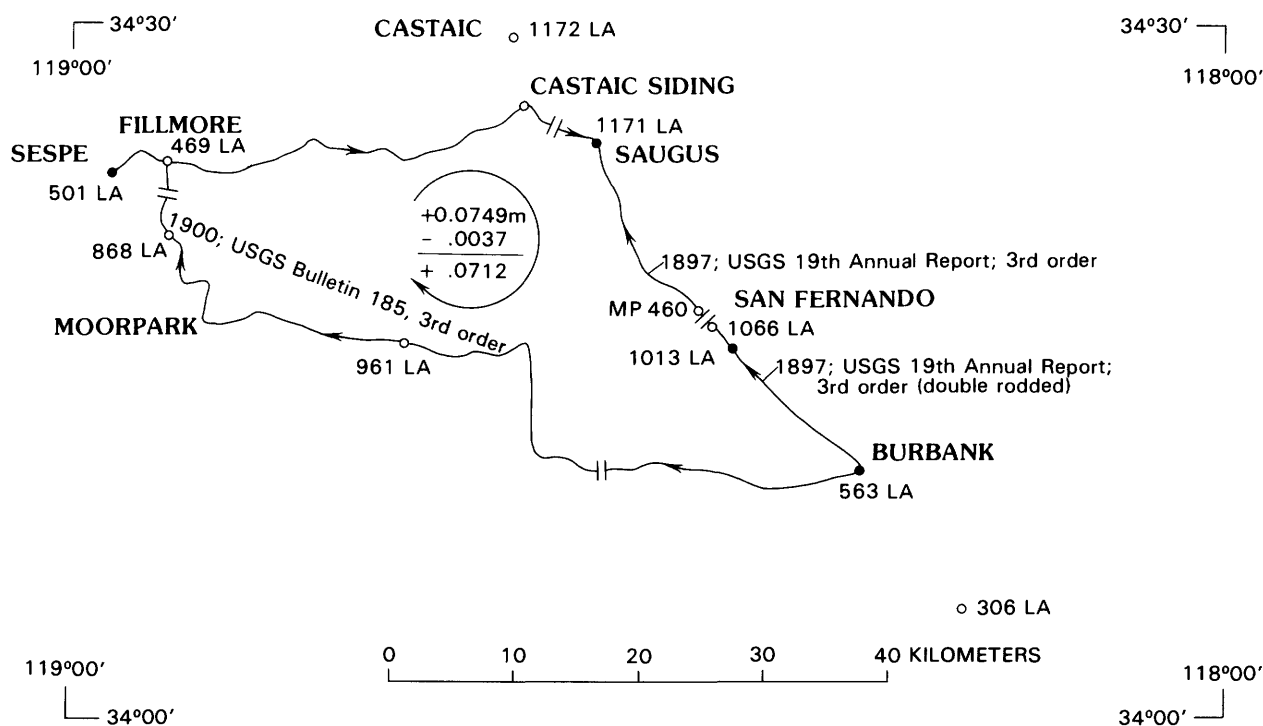 34°30'
119°00'
CASTAIC
1172 LA
34°30'
118°00'
CASTAIC SIDING
FILLMORE
469 LA
1171 LA
SESPE
SAUGUS
501 LA
+0.0749m
- .0037
+ .0712
868 LA
1900; USGS Bulletin 185, 3rd order
1897; USGS 19th Annual Report; 3rd order
MP 460
SAN FERNANDO
MOORPARK
1066 LA
1013 LA
961 LA
1897; USGS 19th Annual Report;
3rd order (double rodded)
BURBANK
563 LA
306 LA
0 10 20 30 40 KILOMETERS
119°00'
34°00'
118°00'
34°00'